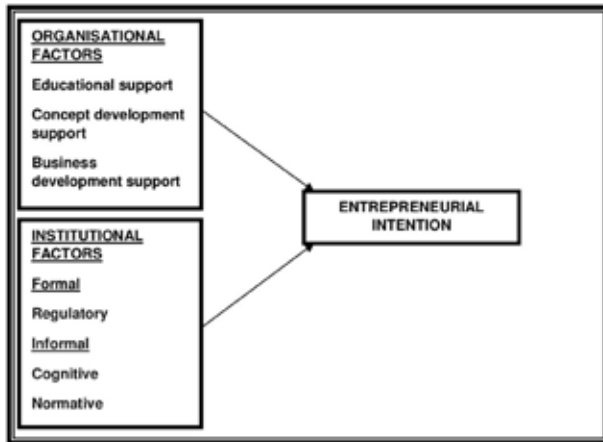 ORGANISATIONAL
FACTORS
Educational support
Concept development
support
Business
development support
INSTITUTIONAL
FACTORS
Formal
Regulatory
Informal
Cognitive
Normative
ENTREPRENEURIAL
INTENTION